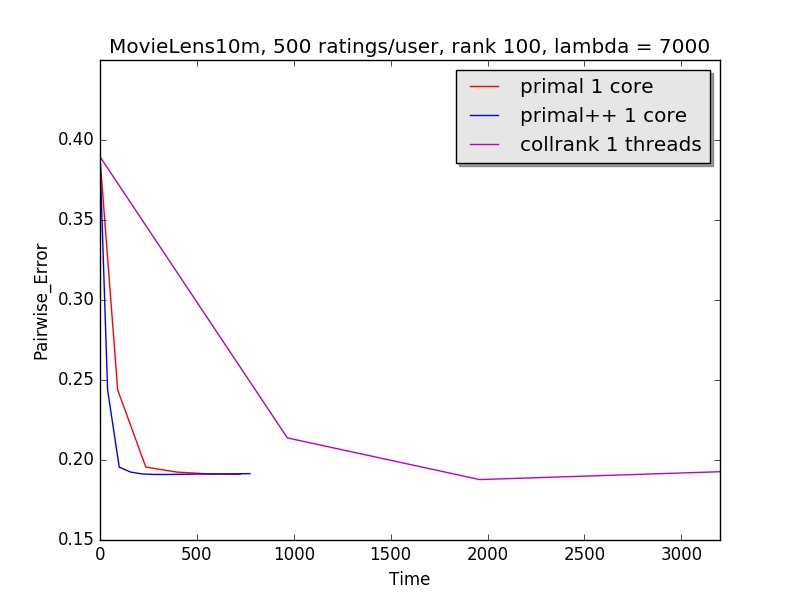 MovieLens10m, 500 ratings/user, rank 100, lambda = 7000
primal 1 core
primal++ 1 core
collrank 1 threads
Pairwise_Error
0.40
0.35
0.30
0.25
0.20
0.15
0 500 1000 1500 2000 2500 3000
Time